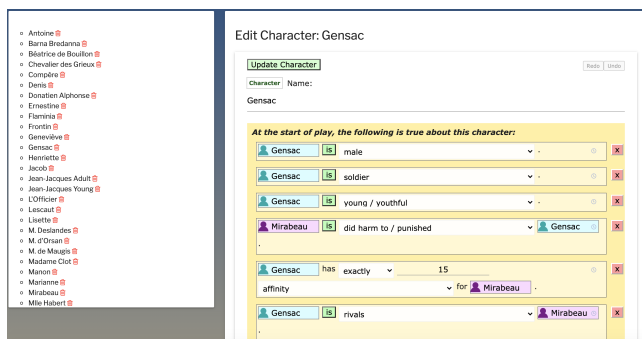 Antoine
Barna Bredanna
Béatrice de Bouillon
Chevalier des Grieux
Compère
Denis
Donatien Alphonse
Ernestine
Flaminia
Frontin
Geneviève
Gensac
Henriette
Jacob
Jean-Jacques Adult
Jean-Jacques Young
L'Officier
Lescaut
Lisette
M. Deslandes
M. d'Orsan
M. de Maugis
Madame Clot
Manon
Marianne
Mirabeau
Mlle Habert
Edit Character: Gensac
Update Character
Redo Undo
Character Name:
Gensac
At the start of play, the following is true about this character:
Gensac is male . x
Gensac is soldier . x
Gensac is young / youthful . x
Mirabeau is did harm to / punished Gensac x
.
Gensac has exactly 15 x
affinity for Mirabeau .
Gensac is rivals Mirabeau x
.